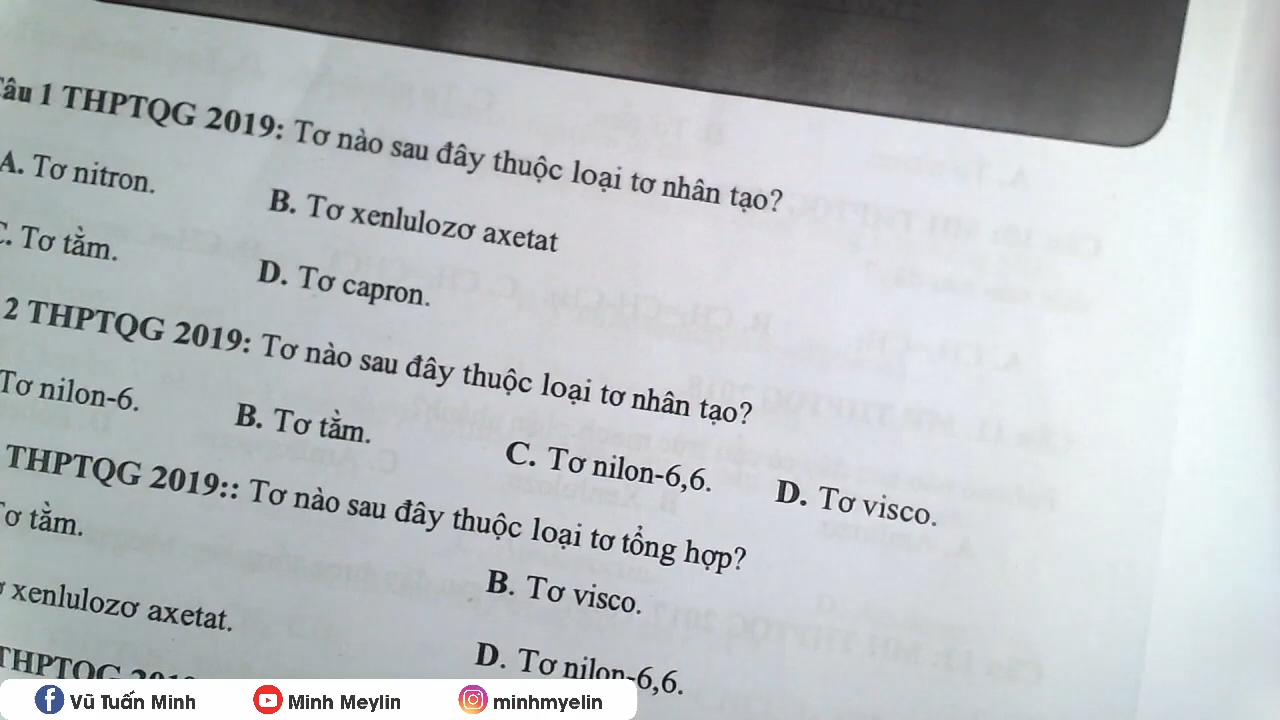 Câu 1 THPTQG 2019: Tơ nào sau đây thuộc loại tơ nhân tạo?
A. Tơ nitron. B. Tơ xenlulozơ axetat
C. Tơ tằm. D. Tơ capron.
2 THPTQG 2019: Tơ nào sau đây thuộc loại tơ nhân tạo?
Tơ nilon-6. B. Tơ tằm. C. Tơ nilon-6,6. D. Tơ visco.
THPTQG 2019:: Tơ nào sau đây thuộc loại tơ tổng hợp?
Tơ tằm. B. Tơ visco.
xenlulozơ axetat. D. Tơ nilon-6,6.
THPTQG
Vũ Tuấn Minh Minh Meylin minhmyelin